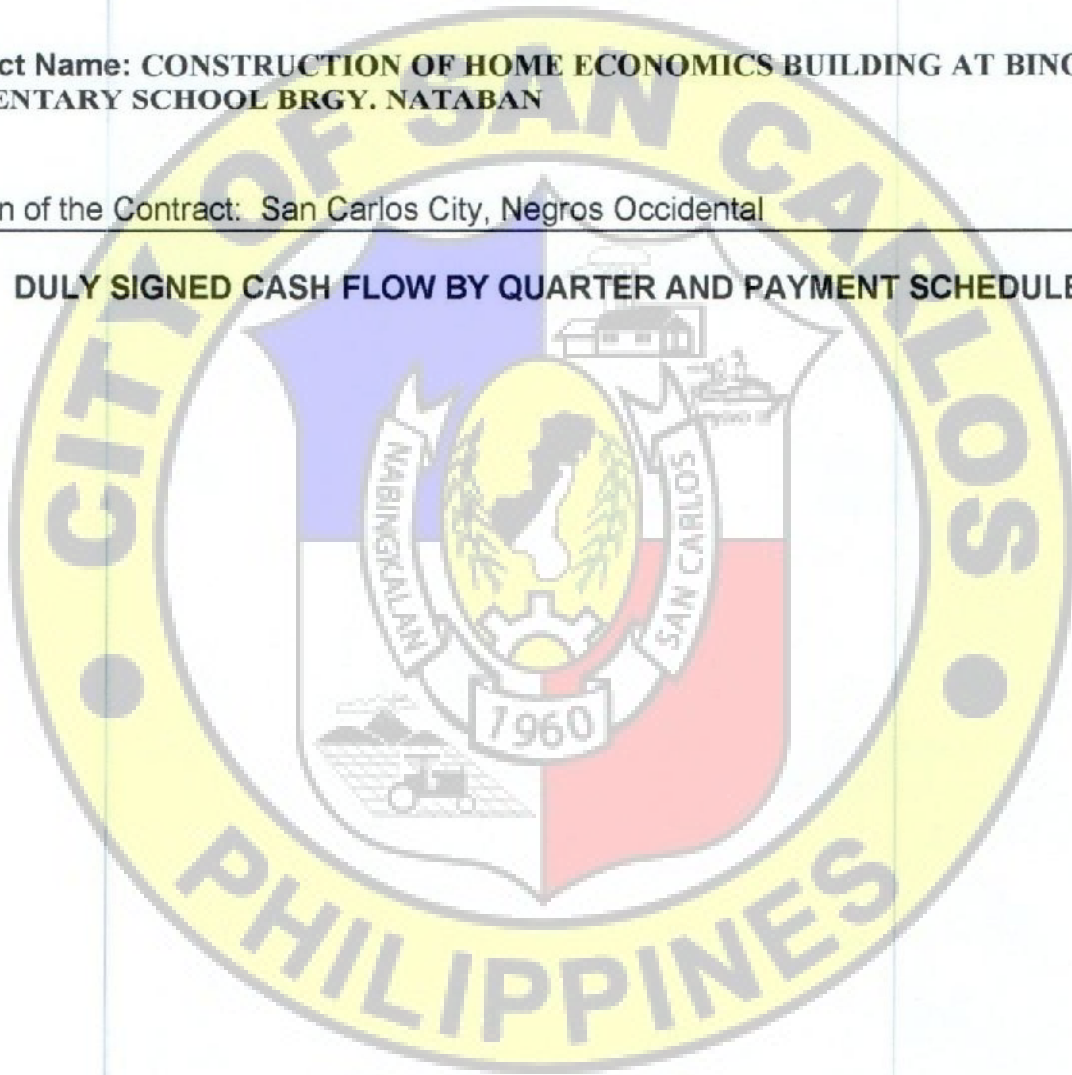 ct Name: CONSTRUCTION OF HOME ECONOMICS BUILDING AT BINO
ENTARY SCHOOL BRGY. NATABAN
n of the Contract: San Carlos City, Negros Occidental
DULY SIGNED CASH FLOW BY QUARTER AND PAYMENT SCHEDULE
CITY OF SAN CARLOS
NABINGKALAN
SAN CARLOS
1960
PHILIPPINES